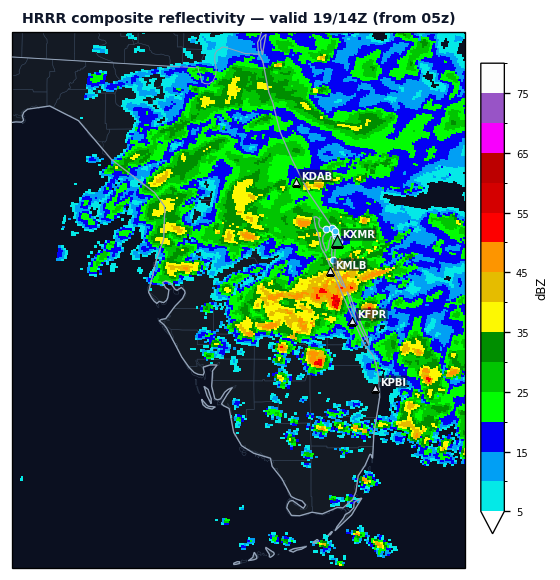 HRRR composite reflectivity — valid 19/14Z (from 05z)
KDAB
KXMR
KMLB
KFPR
KPBI
75
65
55
45
35
25
15
5
dBZ